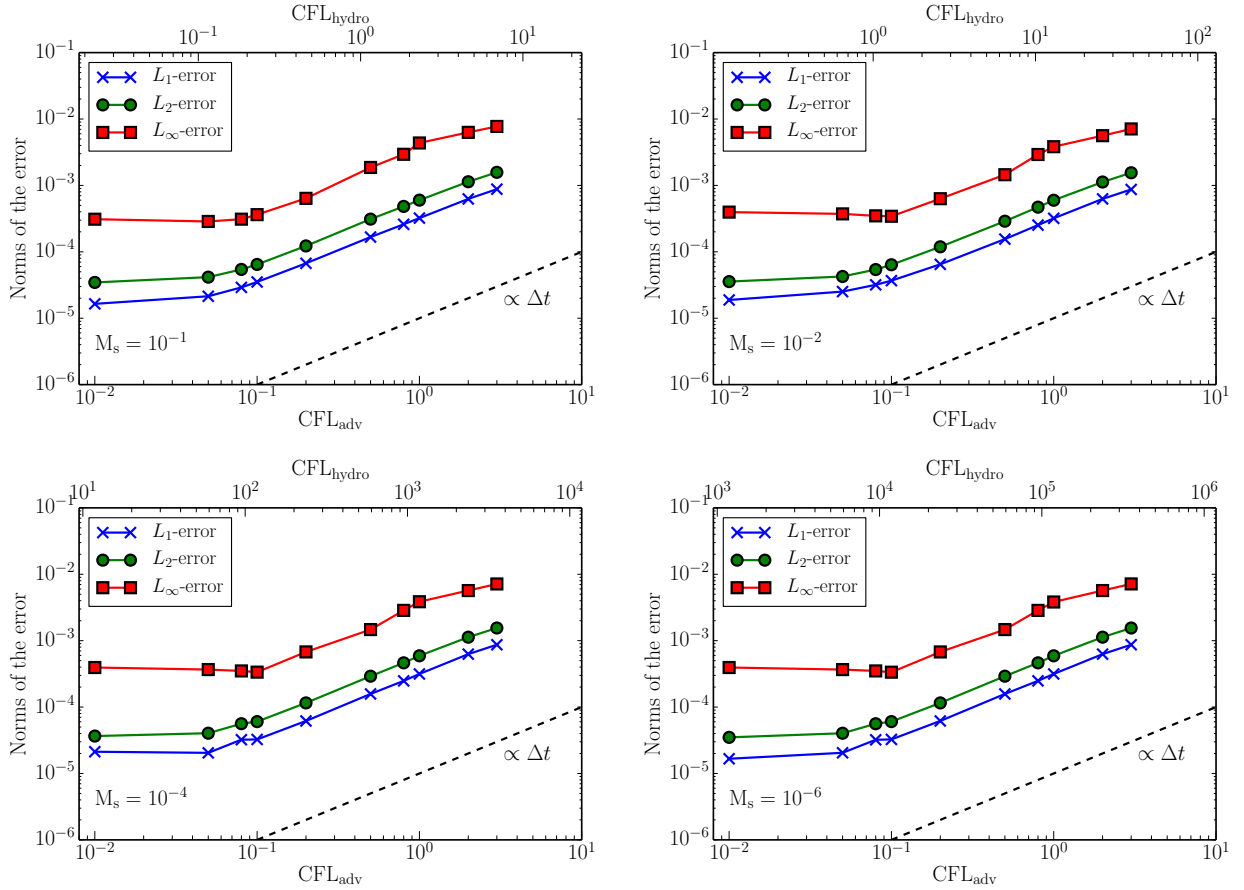 CFL_hydro
10^-1 10^0 10^1
10^-1
10^-2
10^-3
10^-4
10^-5
10^-6
Norms of the error
L_1-error
L_2-error
L_∞-error
∝ Δt
M_s = 10^-1
10^-2 10^-1 10^0 10^1
CFL_adv
CFL_hydro
10^0 10^1 10^2
10^-1
10^-2
10^-3
10^-4
10^-5
10^-6
Norms of the error
L_1-error
L_2-error
L_∞-error
∝ Δt
M_s = 10^-2
10^-2 10^-1 10^0 10^1
CFL_adv
CFL_hydro
10^1 10^2 10^3 10^4
10^-1
10^-2
10^-3
10^-4
10^-5
10^-6
Norms of the error
L_1-error
L_2-error
L_∞-error
∝ Δt
M_s = 10^-4
10^-2 10^-1 10^0 10^1
CFL_adv
CFL_hydro
10^3 10^4 10^5 10^6
10^-1
10^-2
10^-3
10^-4
10^-5
10^-6
Norms of the error
L_1-error
L_2-error
L_∞-error
∝ Δt
M_s = 10^-6
10^-2 10^-1 10^0 10^1
CFL_adv